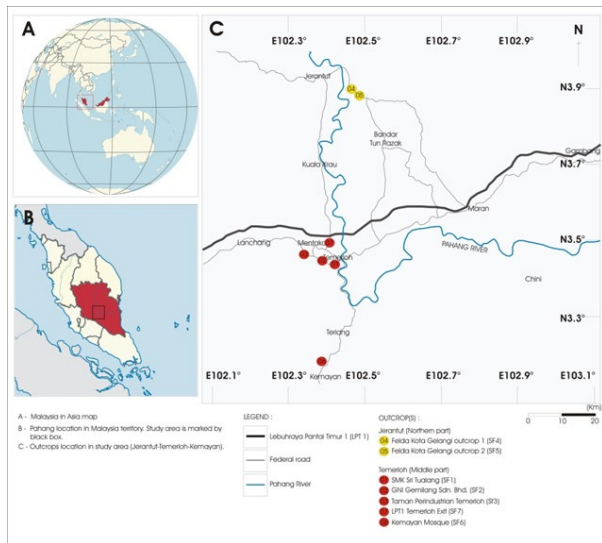 A
B
C
E102.3° E102.5° E102.7° E102.9° N
Jerantut
04
05
N3.9°
Bandar
Tun Razak
Kuala Krau
Gambang
N3.7°
Maran
Lanchang
Mentakab
Temerloh
PAHANG RIVER
N3.5°
Chini
N3.3°
Teriang
Kemayan
E102.1° E102.3° E102.5° E102.7° E102.9° E103.1°
(Km)
0 10 20
A - Malaysia in Asia map
B - Pahang location in Malaysia territory. Study area is marked by
black box.
C - Outcrops location in study area (Jerantut-Temerloh-Kemayan).
LEGEND :
Lebuhraya Pantai Timur 1 (LPT 1)
Federal road
Pahang River
OUTCROP(S) :
Jerantut (Northern part)
04 Felda Kota Gelangi outcrop 1 (SF4)
05 Felda Kota Gelangi outcrop 2 (SF5)
Temerloh (Middle part)
SMK Sri Tualang (SF1)
GNI Gemilang Sdn. Bhd. (SF2)
Taman Perindustrian Temerloh (Sf3)
LPT1 Temerloh Exit (SF7)
Kemayan Mosque (SF6)